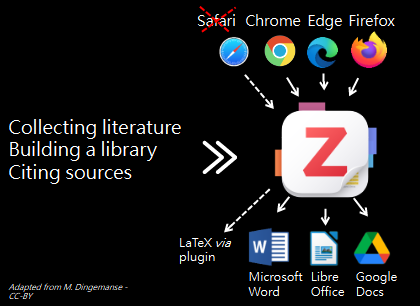 Safari Chrome Edge Firefox
Collecting literature
Building a library
Citing sources
Z
LaTeX via
plugin
W
Microsoft
Word
Libre
Office
Google
Docs
Adapted from M. Dingemanse -
CC-BY